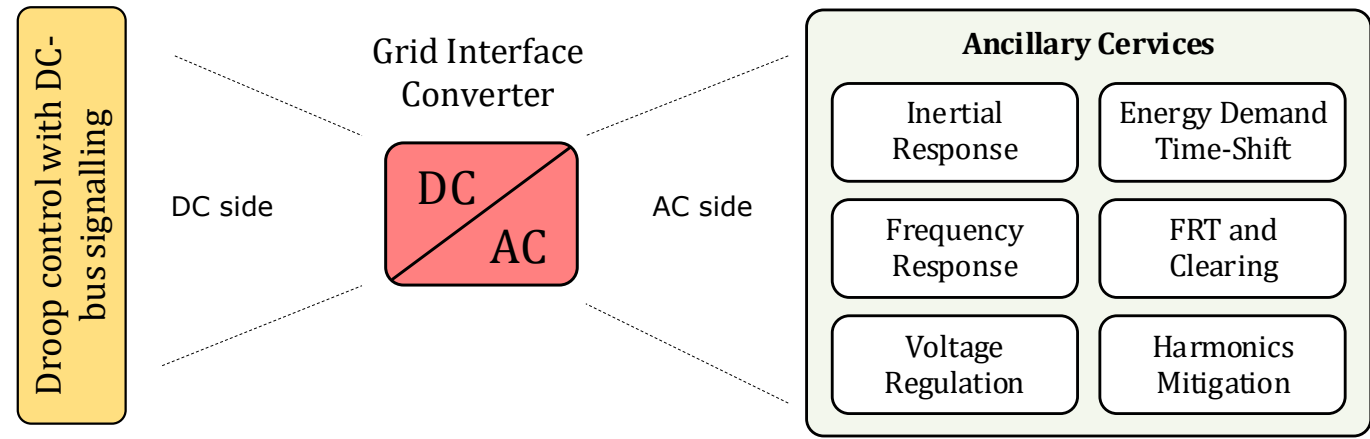 Droop control with DC-
bus signalling
DC side
Grid Interface
Converter
DC
AC
AC side
Ancillary Cervices
Inertial
Response
Energy Demand
Time-Shift
Frequency
Response
FRT and
Clearing
Voltage
Regulation
Harmonics
Mitigation